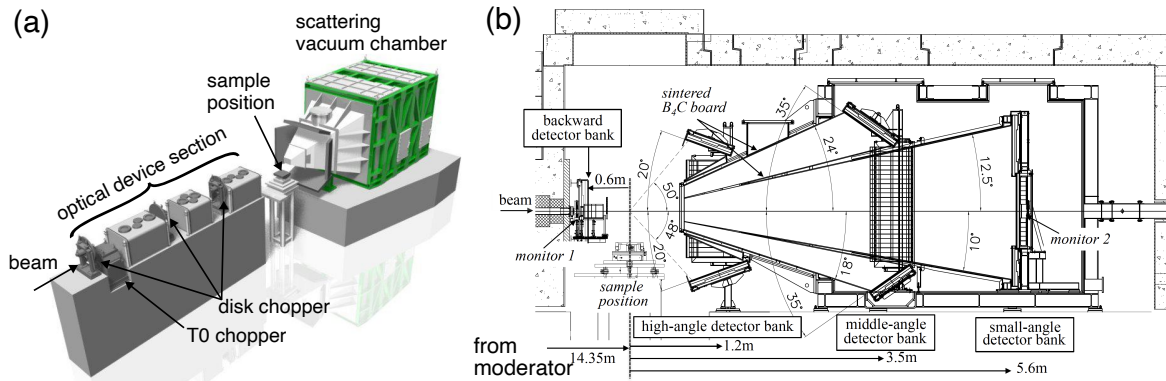 (a)
scattering
vacuum chamber
sample
position
optical device section
beam
disk chopper
T0 chopper
(b)
sintered
B4C board
backward
detector bank
0.6m
beam
monitor 1
sample
position
20°
50°
48°
20°
35°
24°
18°
35°
12.5°
10°
monitor 2
high-angle detector bank
middle-angle
detector bank
small-angle
detector bank
from
moderator
14.35m
1.2m
3.5m
5.6m